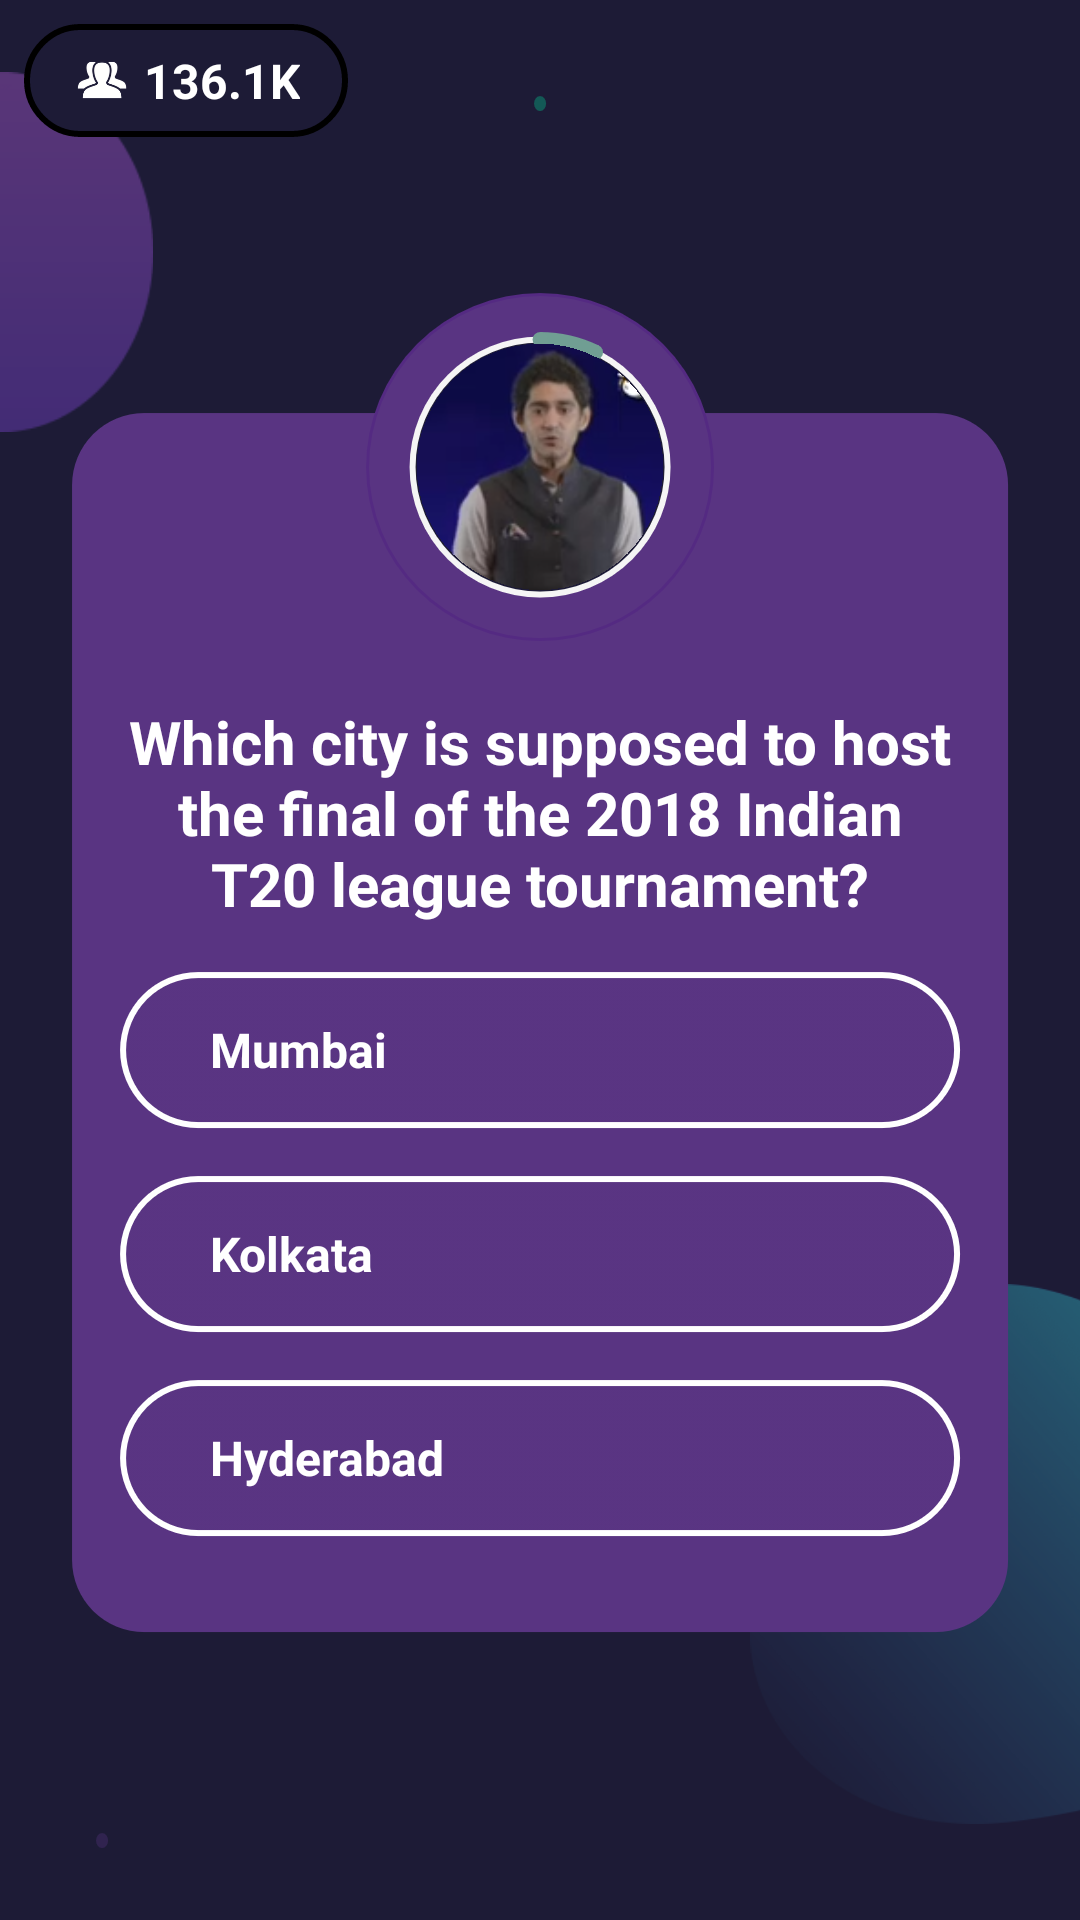 136.1K
Which city is supposed to host
the final of the 2018 Indian
T20 league tournament?
Mumbai
Kolkata
Hyderabad